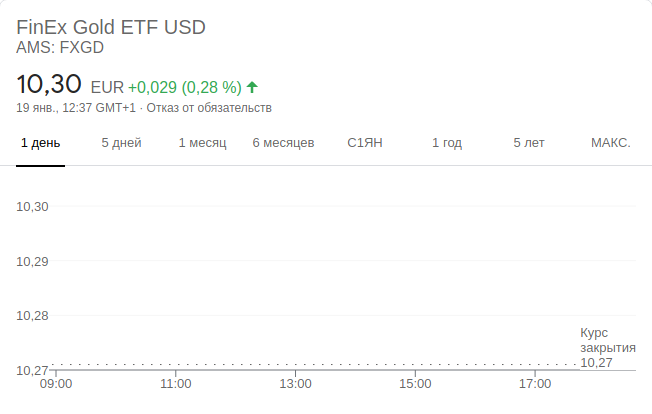 FinEx Gold ETF USD
AMS: FXGD
10,30 EUR +0,029 (0,28 %)
19 янв., 12:37 GMT+1 · Отказ от обязательств
1 день 5 дней 1 месяц 6 месяцев С1ЯН 1 год 5 лет МАКС.
10,30
10,29
10,28
Курс
закрытия
10,27
10,27
09:00 11:00 13:00 15:00 17:00